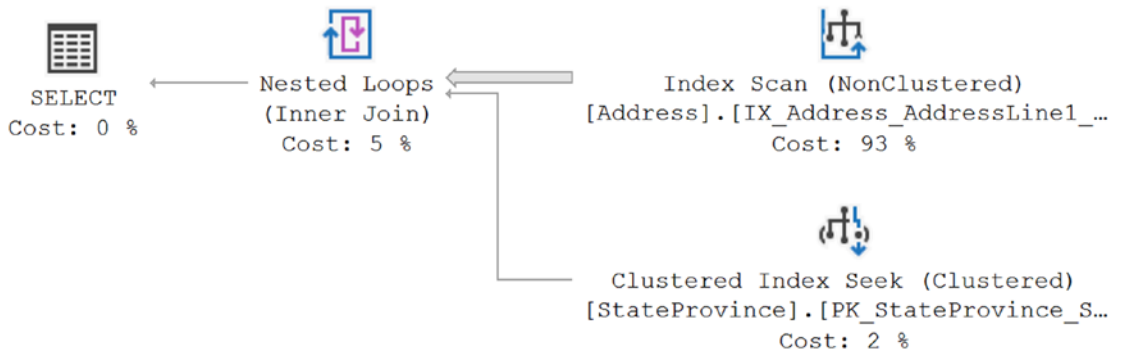 SELECT
Cost: 0 %
Nested Loops
(Inner Join)
Cost: 5 %
Index Scan (NonClustered)
[Address].[IX_Address_AddressLine1_…
Cost: 93 %
Clustered Index Seek (Clustered)
[StateProvince].[PK_StateProvince_S…
Cost: 2 %